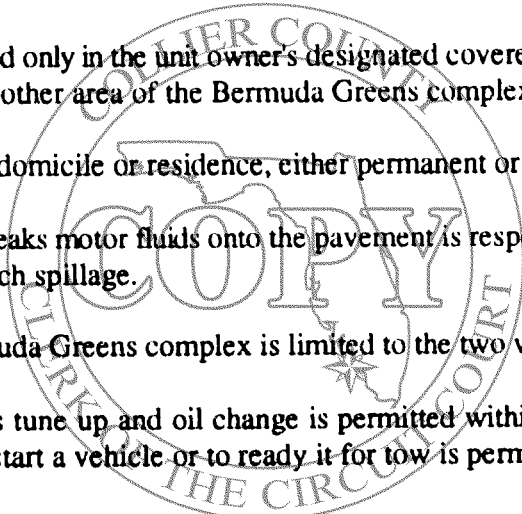 d only in the unit owner's designated covere
other area of the Bermuda Greens complex
domicile or residence, either permanent or
eaks motor fluids onto the pavement is resp
ch spillage.
uda Greens complex is limited to the two v
s tune up and oil change is permitted withi
start a vehicle or to ready it for tow is perm
COLLIER COUNTY
COPY
CLERK OF THE CIRCUIT COURT